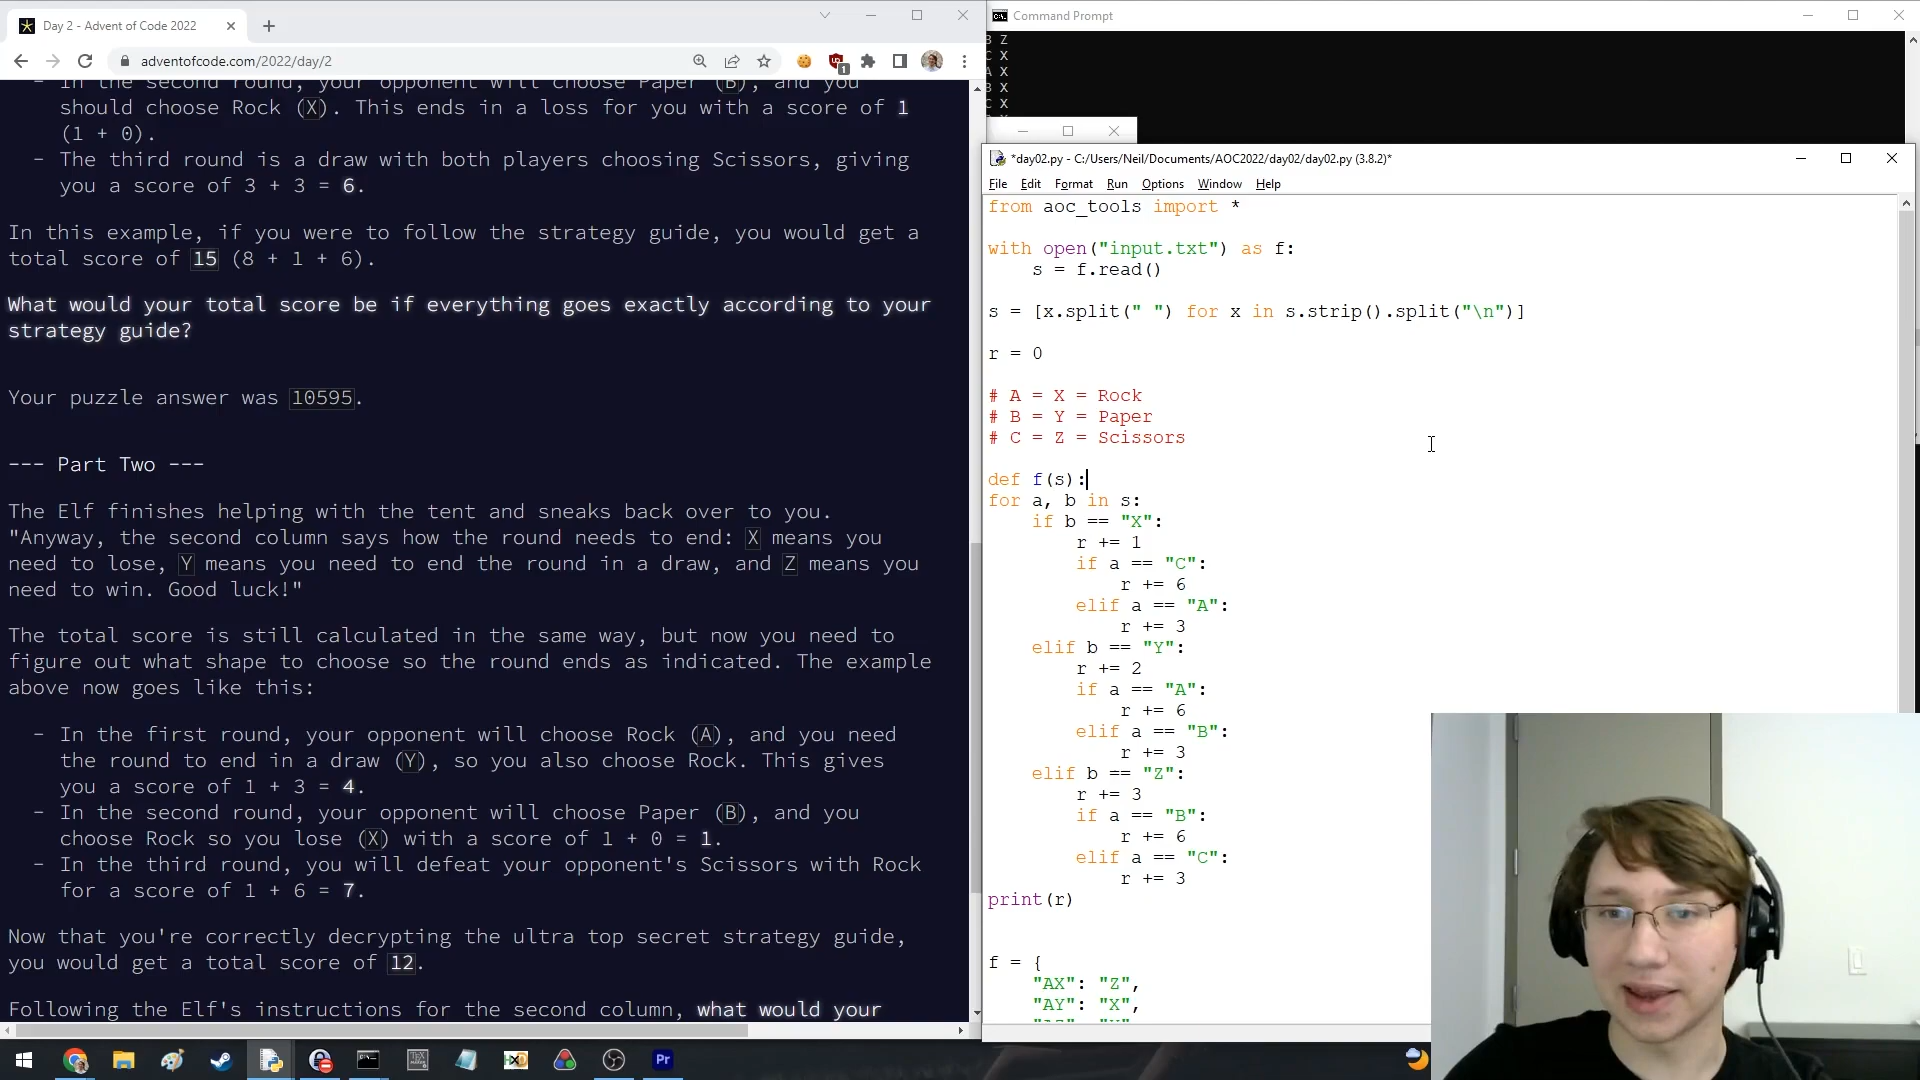 Day 2 - Advent of Code 2022
adventofcode.com/2022/day/2
- In the second round, your opponent will choose Paper (B), and you
should choose Rock (X). This ends in a loss for you with a score of 1
(1 + 0).
- The third round is a draw with both players choosing Scissors, giving
you a score of 3 + 3 = 6.
In this example, if you were to follow the strategy guide, you would get a
total score of 15 (8 + 1 + 6).
What would your total score be if everything goes exactly according to your
strategy guide?
Your puzzle answer was 10595.
--- Part Two ---
The Elf finishes helping with the tent and sneaks back over to you.
"Anyway, the second column says how the round needs to end: X means you
need to lose, Y means you need to end the round in a draw, and Z means you
need to win. Good luck!"
The total score is still calculated in the same way, but now you need to
figure out what shape to choose so the round ends as indicated. The example
above now goes like this:
- In the first round, your opponent will choose Rock (A), and you need
the round to end in a draw (Y), so you also choose Rock. This gives
you a score of 1 + 3 = 4.
- In the second round, your opponent will choose Paper (B), and you
choose Rock so you lose (X) with a score of 1 + 0 = 1.
- In the third round, you will defeat your opponent's Scissors with Rock
for a score of 1 + 6 = 7.
Now that you're correctly decrypting the ultra top secret strategy guide,
you would get a total score of 12.
Following the Elf's instructions for the second column, what would your
Command Prompt
B Z
C X
A X
B X
C X
*day02.py - C:/Users/Neil/Documents/AOC2022/day02/day02.py (3.8.2)*
File Edit Format Run Options Window Help
from aoc_tools import *
with open("input.txt") as f:
    s = f.read()
s = [x.split(" ") for x in s.strip().split("\n")]
r = 0
# A = X = Rock
# B = Y = Paper
# C = Z = Scissors
def f(s):
for a, b in s:
    if b == "X":
        r += 1
        if a == "C":
            r += 6
        elif a == "A":
            r += 3
    elif b == "Y":
        r += 2
        if a == "A":
            r += 6
        elif a == "B":
            r += 3
    elif b == "Z":
        r += 3
        if a == "B":
            r += 6
        elif a == "C":
            r += 3
print(r)
f = {
    "AX": "Z",
    "AY": "X",
Pr